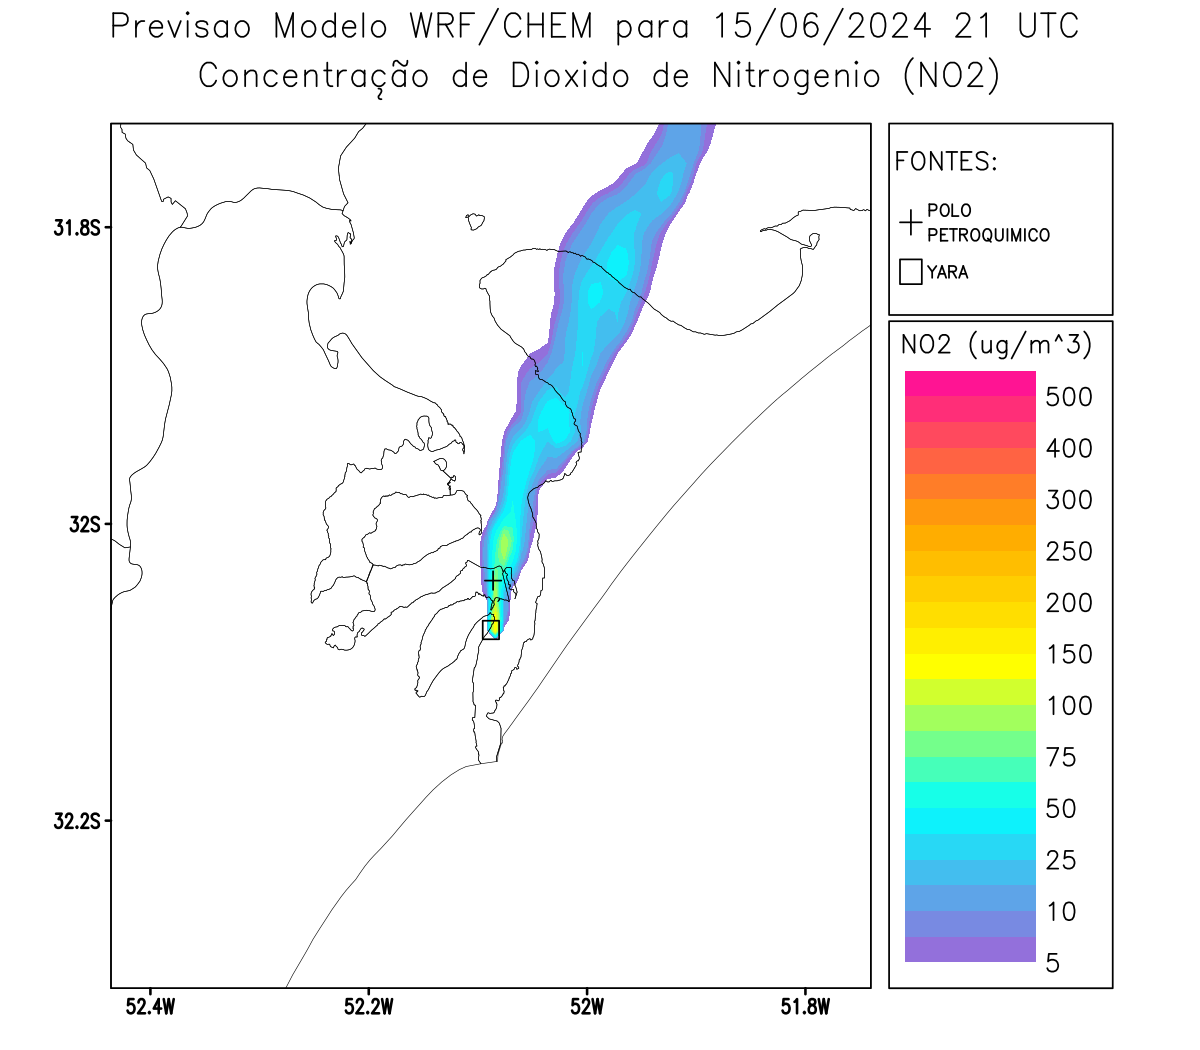 Previsao Modelo WRF/CHEM para 15/06/2024 21 UTC
Concentração de Dioxido de Nitrogenio (NO2)
FONTES:
POLO
PETROQUIMICO
YARA
31.8S
32S
32.2S
52.4W
52.2W
52W
51.8W
NO2 (ug/m^3)
500
400
300
250
200
150
100
75
50
25
10
5